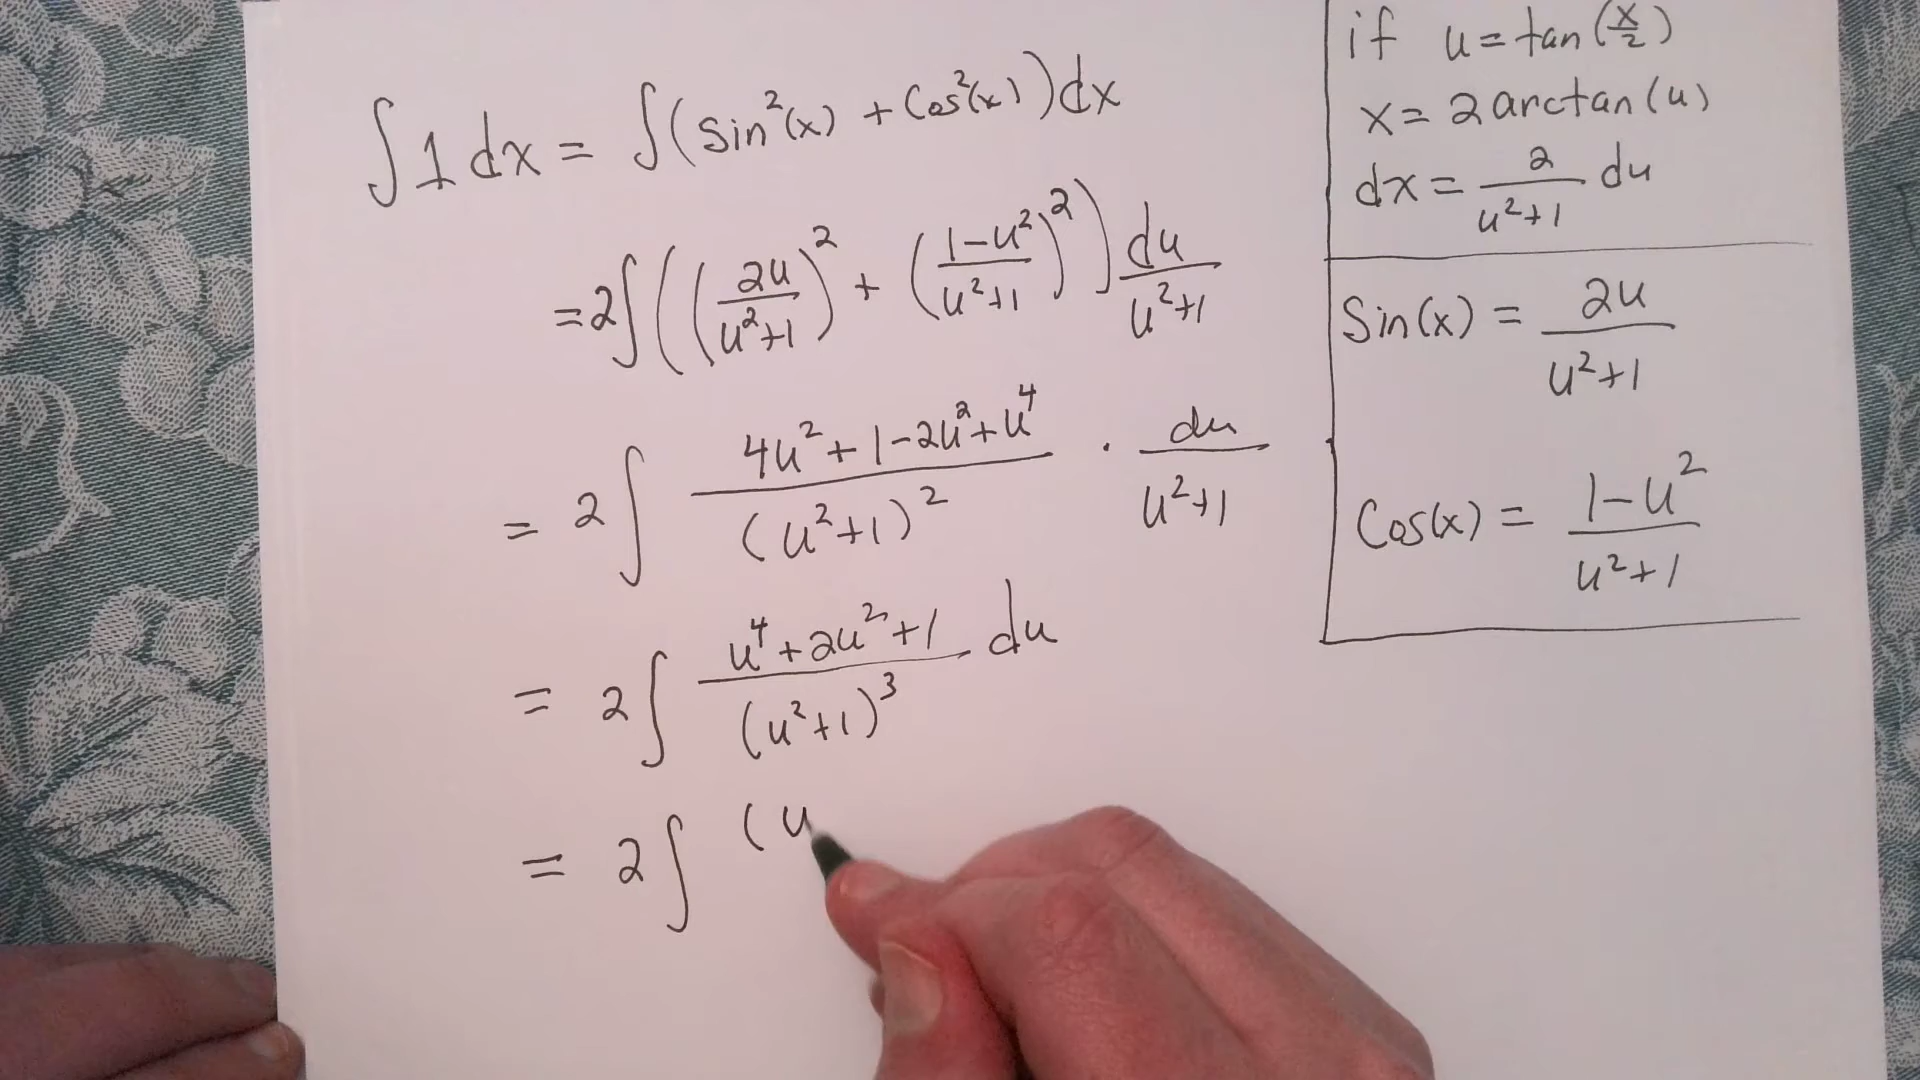 ∫ 1 dx = ∫ (Sin²(x) + Cos²(x)) dx
= 2∫ ((2u/(u²+1))² + ((1-u²)/(u²+1))²) du/(u²+1)
= 2∫ (4u²+1-2u²+u⁴)/(u²+1)² · du/(u²+1)
= 2∫ (u⁴+2u²+1)/(u²+1)³ du
= 2∫ (u
if u = tan(x/2)
x = 2 arctan(u)
dx = 2/(u²+1) du
Sin(x) = 2u/(u²+1)
Cos(x) = (1-u²)/(u²+1)